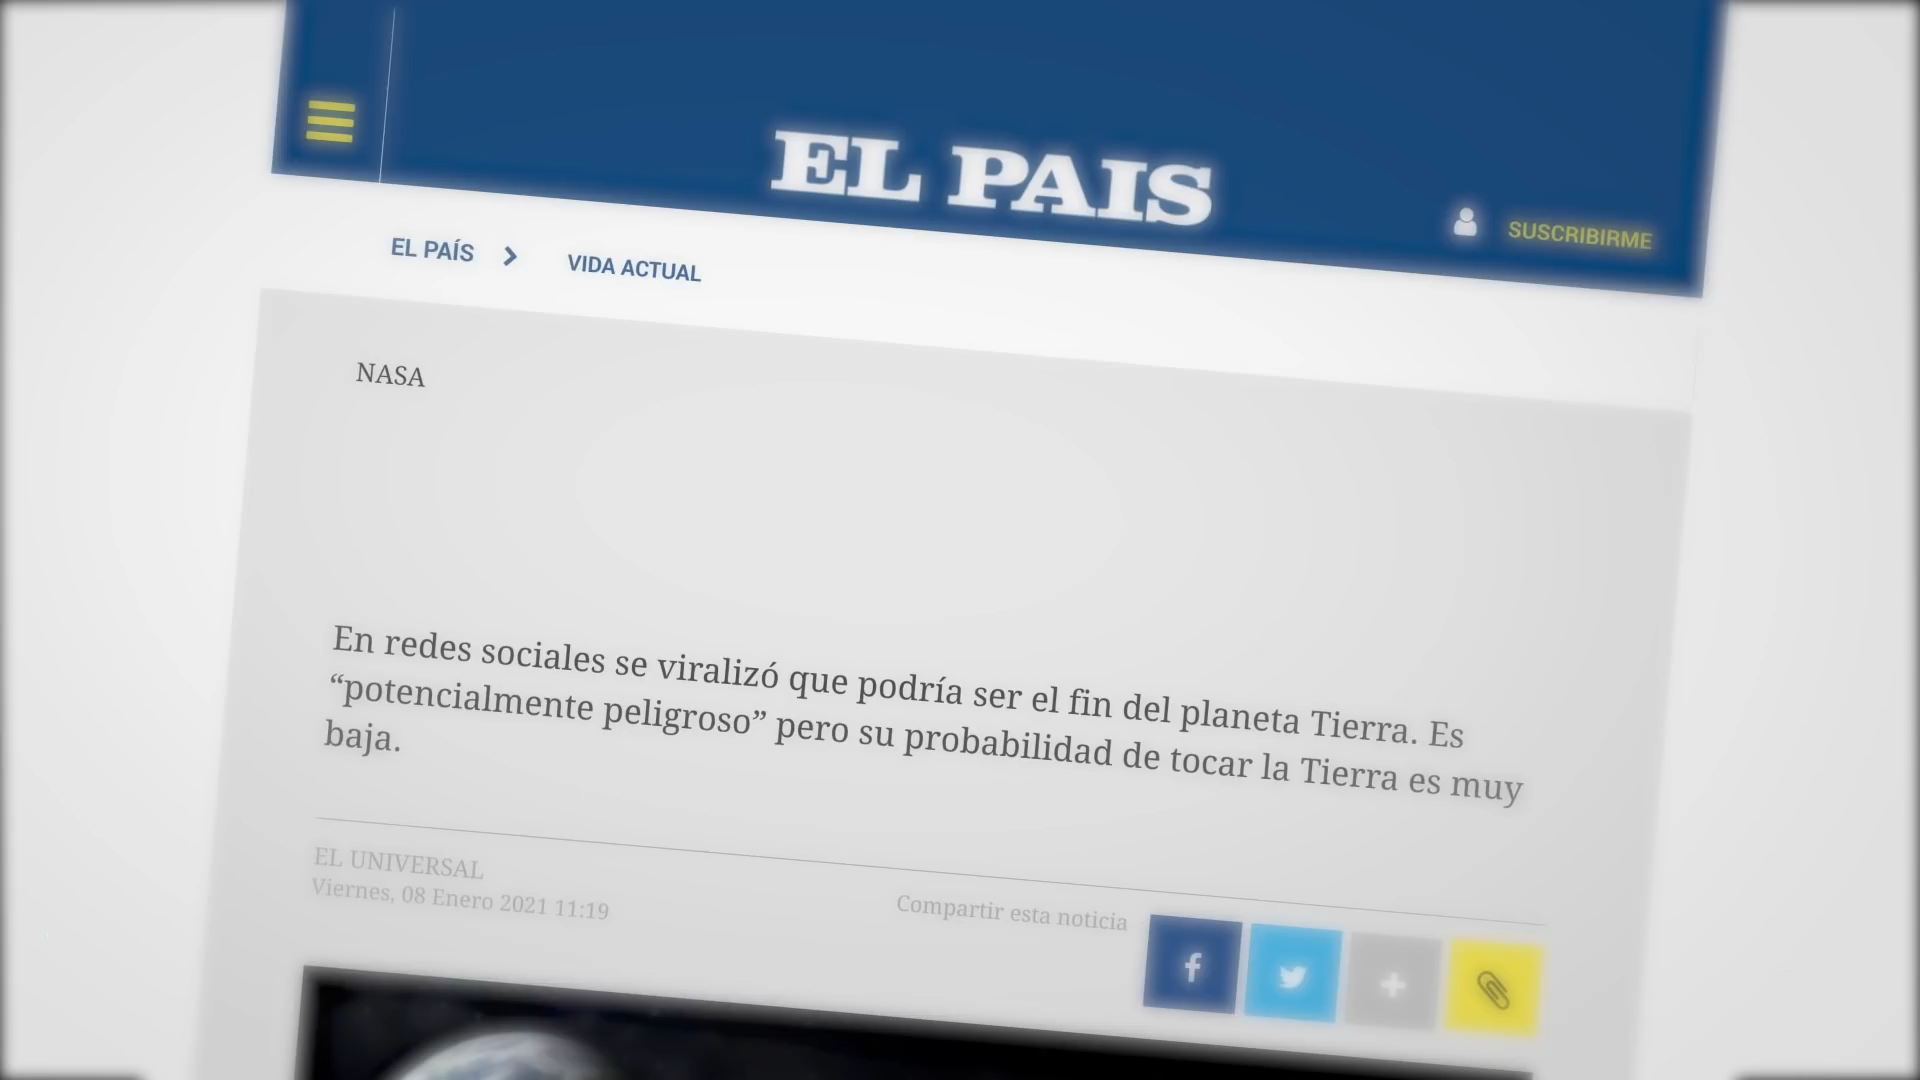 EL PAIS
SUSCRIBIRME
EL PAÍS
VIDA ACTUAL
NASA
En redes sociales se viralizó que podría ser el fin del planeta Tierra. Es
“potencialmente peligroso” pero su probabilidad de tocar la Tierra es muy
baja.
EL UNIVERSAL
Viernes, 08 Enero 2021 11:19
Compartir esta noticia